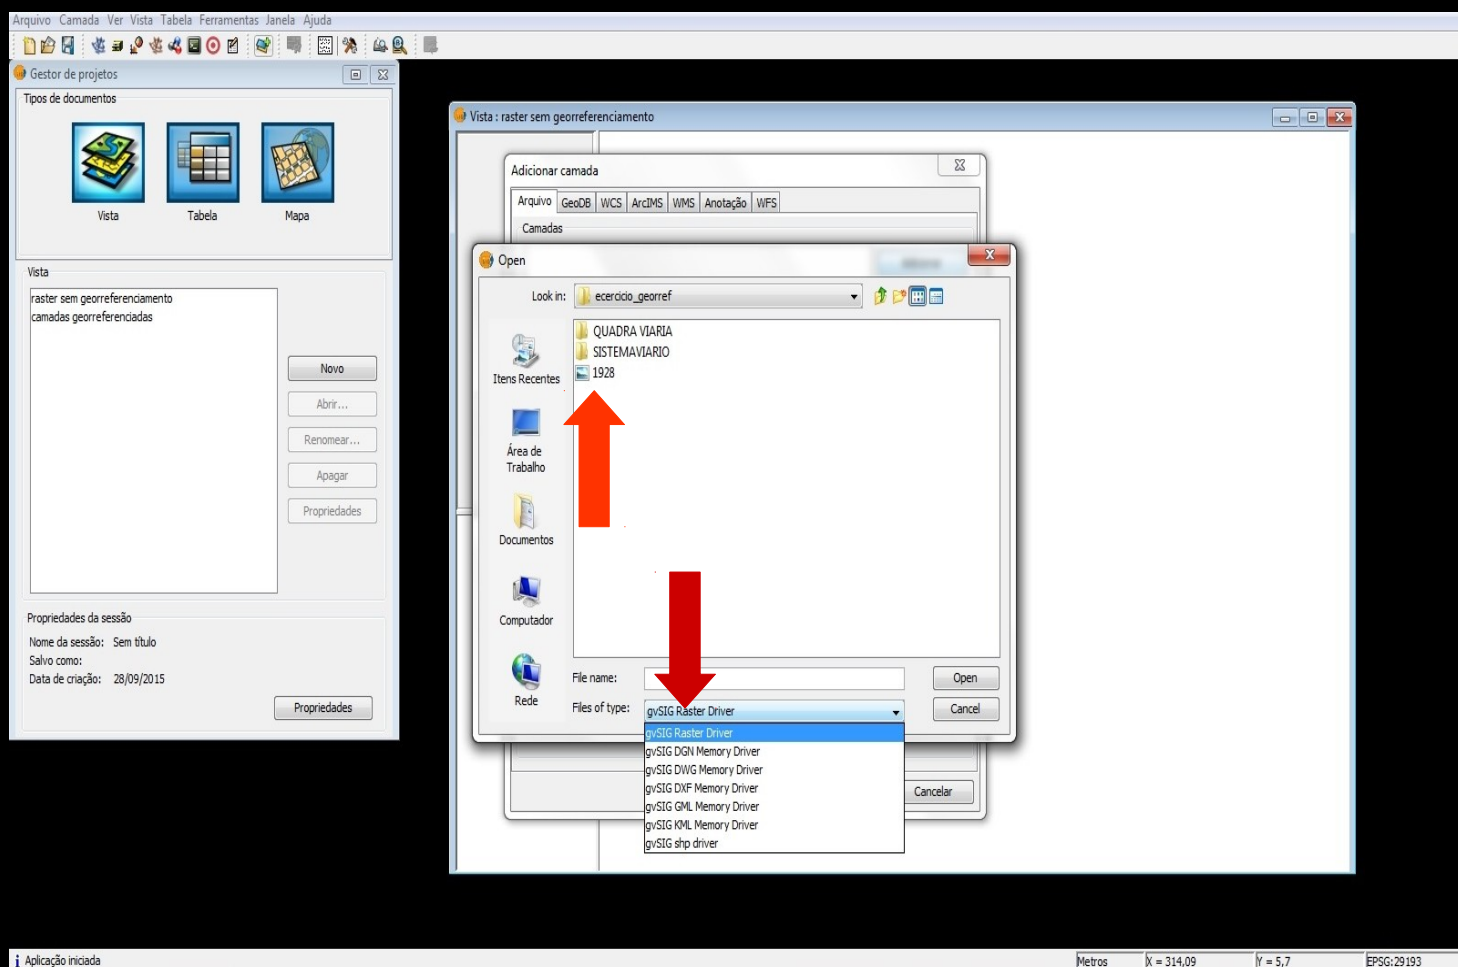 Arquivo Camada Ver Vista Tabela Ferramentas Janela Ajuda
Gestor de projetos
Tipos de documentos
Vista Tabela Mapa
Vista
raster sem georreferenciamento
camadas georreferenciadas
Novo
Abrir...
Renomear...
Apagar
Propriedades
Propriedades da sessão
Nome da sessão: Sem título
Salvo como:
Data de criação: 28/09/2015
Propriedades
Vista : raster sem georreferenciamento
Adicionar camada
Arquivo GeoDB WCS ArcIMS WMS Anotação WFS
Camadas
Open
Look in: ecercicio_georref
QUADRA VIARIA
SISTEMAVIARIO
1928
Itens Recentes
Área de
Trabalho
Documentos
Computador
Rede
File name:
Open
Files of type: gvSIG Raster Driver
Cancel
gvSIG Raster Driver
gvSIG DGN Memory Driver
gvSIG DWG Memory Driver
gvSIG DXF Memory Driver
gvSIG GML Memory Driver
gvSIG KML Memory Driver
gvSIG shp driver
Cancelar
Aplicação iniciada
Metros X = 314,09 Y = 5,7 EPSG:29193